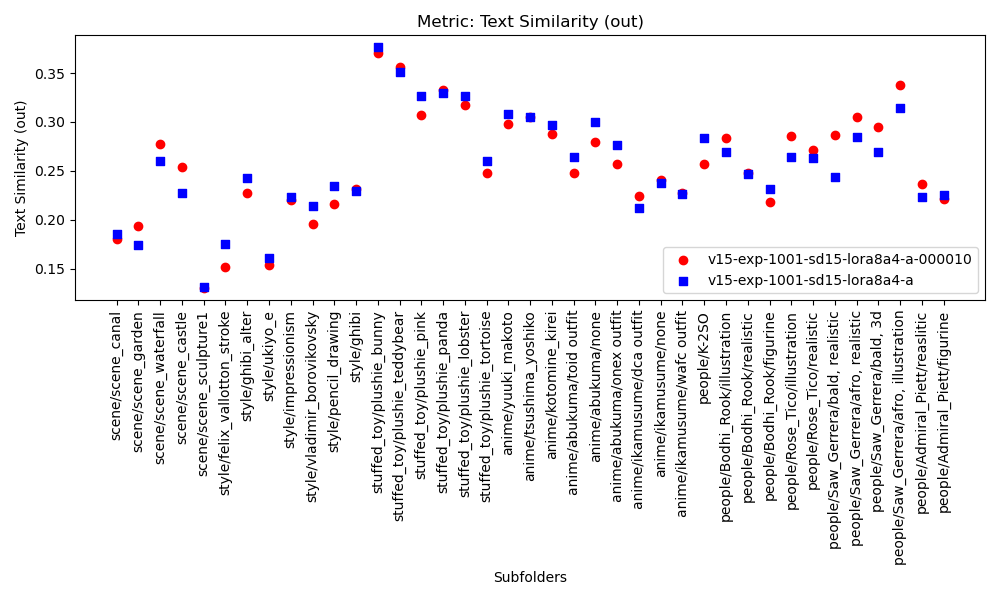 Metric: Text Similarity (out)
Text Similarity (out)
0.35
0.30
0.25
0.20
0.15
v15-exp-1001-sd15-lora8a4-a-000010
v15-exp-1001-sd15-lora8a4-a
scene/scene_canal
scene/scene_garden
scene/scene_waterfall
scene/scene_castle
scene/scene_sculpture1
style/felix_vallotton_stroke
style/ghibi_alter
style/ukiyo_e
style/impressionism
style/vladimir_borovikovsky
style/pencil_drawing
style/ghibi
stuffed_toy/plushie_bunny
stuffed_toy/plushie_teddybear
stuffed_toy/plushie_pink
stuffed_toy/plushie_panda
stuffed_toy/plushie_lobster
stuffed_toy/plushie_tortoise
anime/yuuki_makoto
anime/tsushima_yoshiko
anime/kotomine_kirei
anime/abukuma/toid outfit
anime/abukuma/none
anime/abukuma/onex outfit
anime/ikamusume/dca outfit
anime/ikamusume/none
anime/ikamusume/wafc outfit
people/K-2SO
people/Bodhi_Rook/illustration
people/Bodhi_Rook/realistic
people/Bodhi_Rook/figurine
people/Rose_Tico/illustration
people/Rose_Tico/realistic
people/Saw_Gerrera/bald, realistic
people/Saw_Gerrera/afro, realistic
people/Saw_Gerrera/bald, 3d
people/Saw_Gerrera/afro, illustration
people/Admiral_Piett/reaslitic
people/Admiral_Piett/figurine
Subfolders